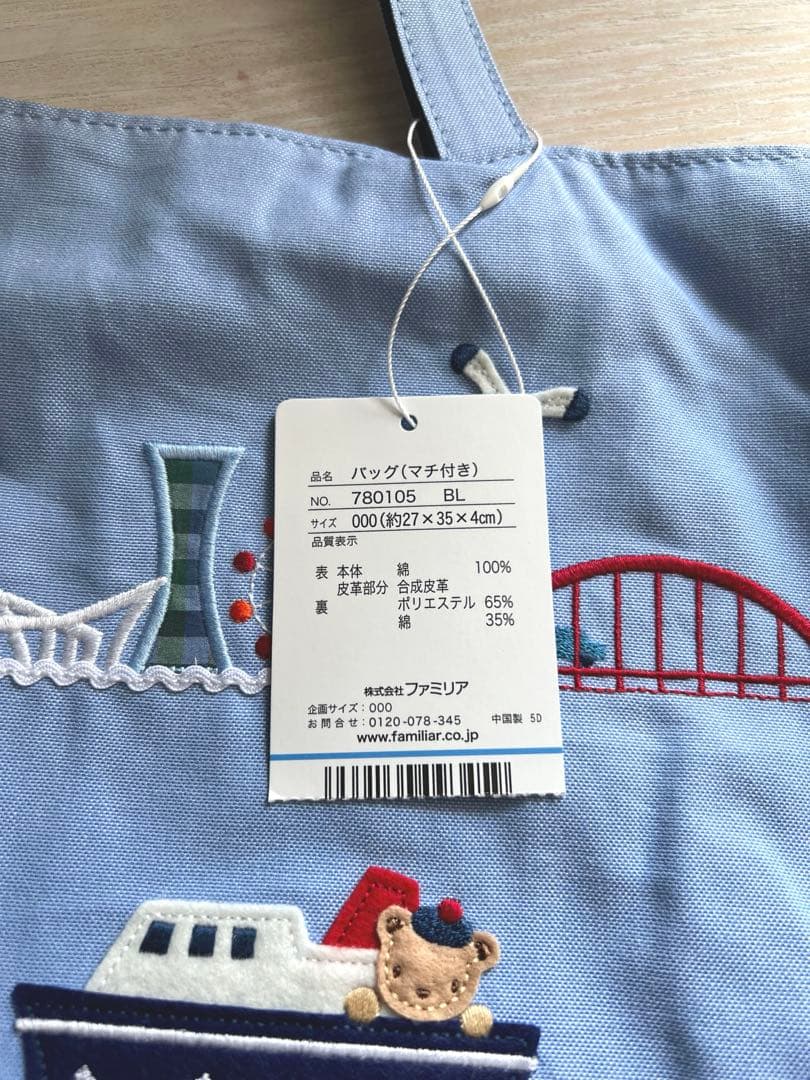 品名 バッグ(マチ付き)
NO. 780105 BL
サイズ 000(約27×35×4cm)
品質表示
表 本体 綿 100%
皮革部分 合成皮革
裏 ポリエステル 65%
綿 35%
株式会社ファミリア
企画サイズ:000
お問合せ:0120-078-345 中国製 5D
www.familiar.co.jp